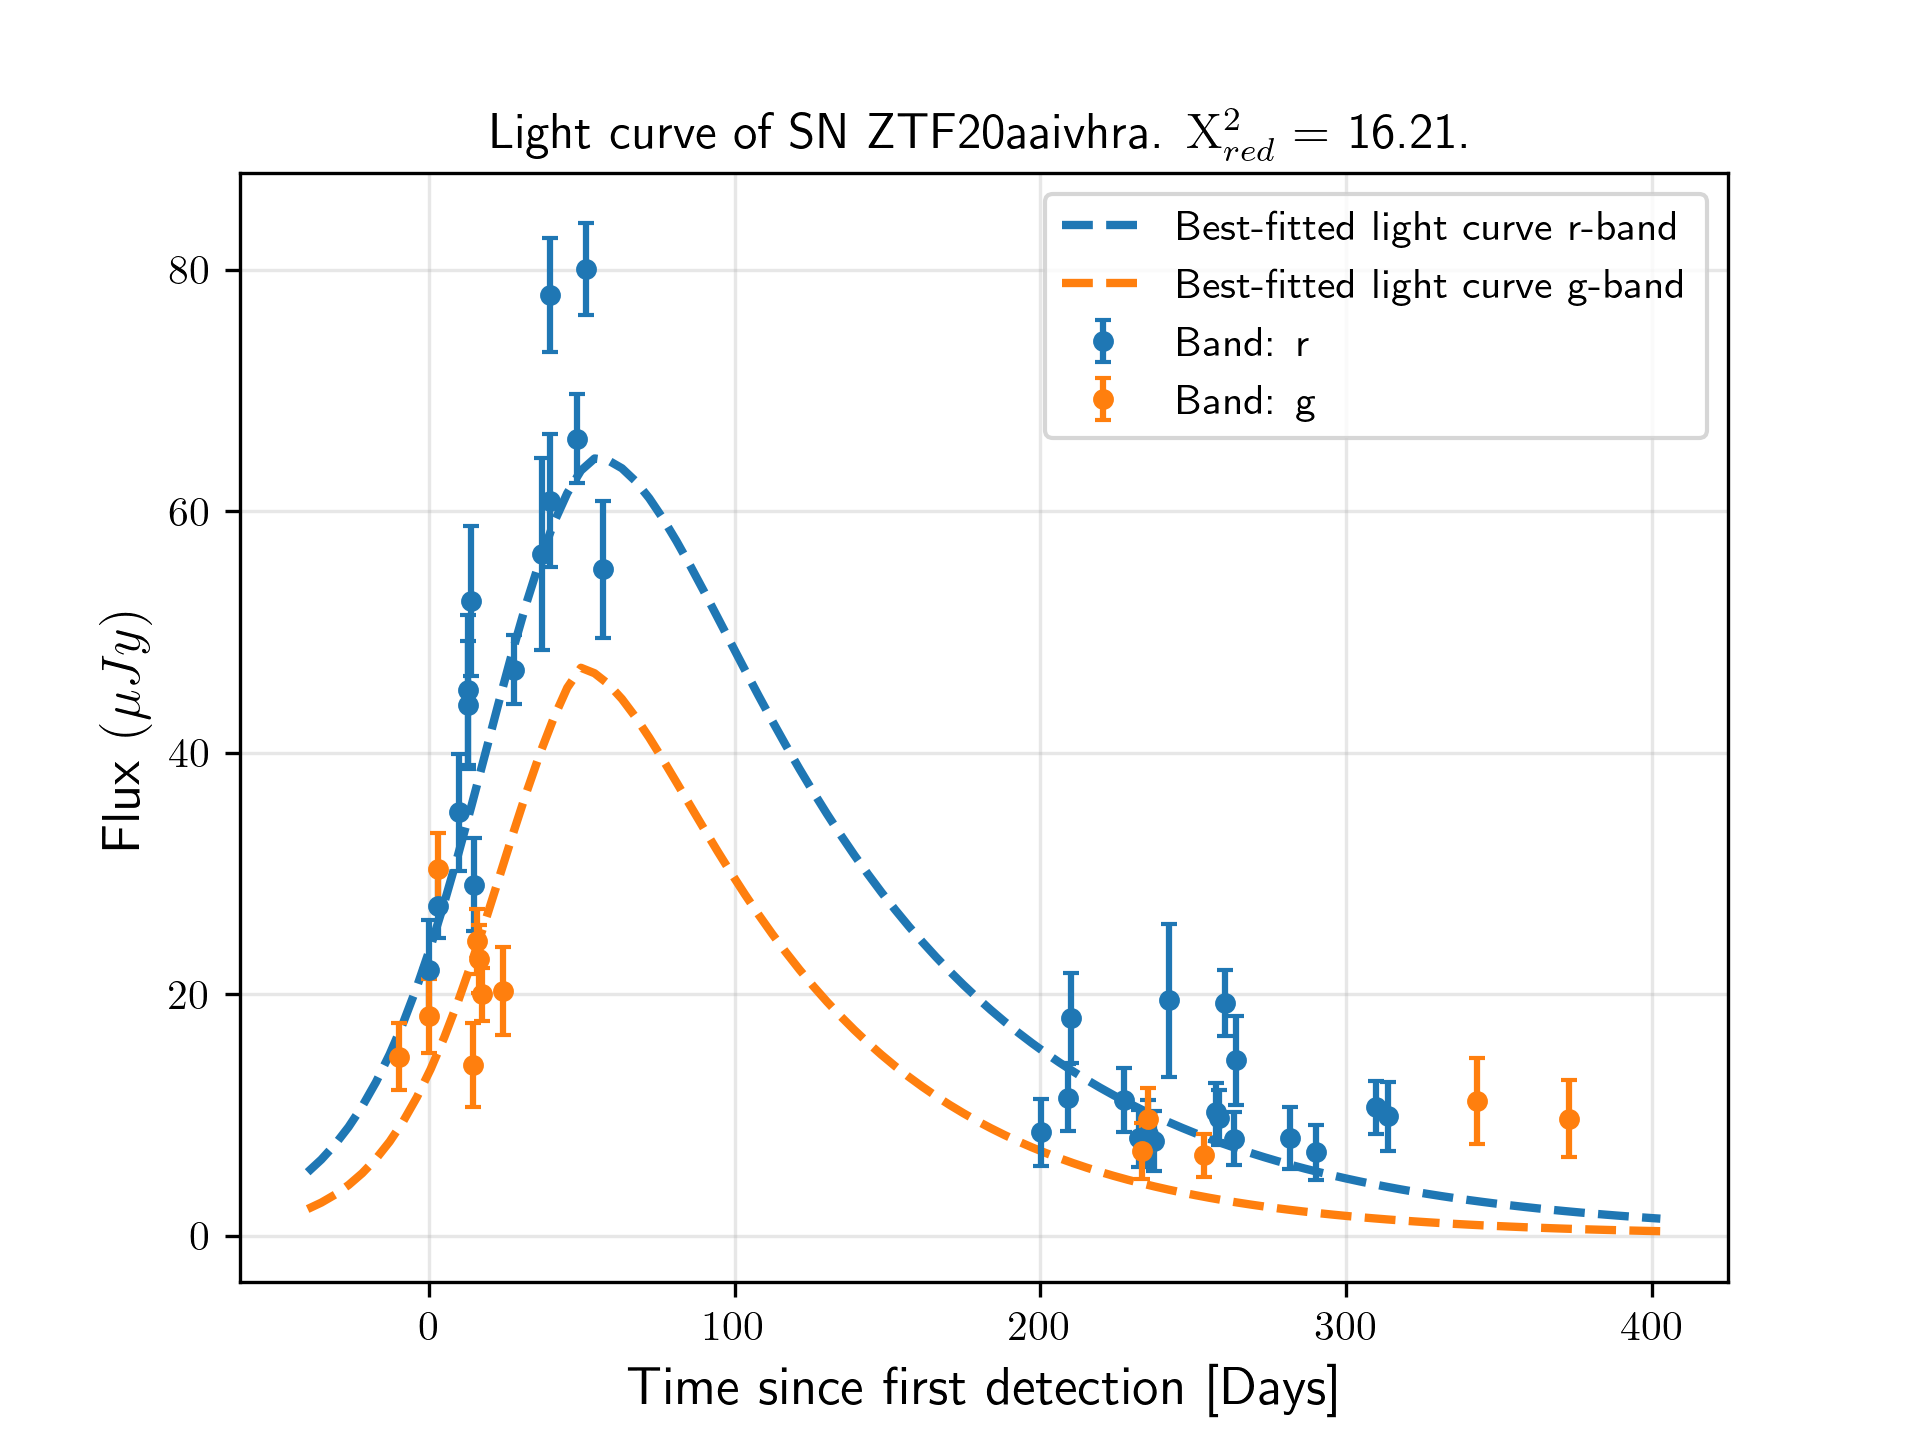 Light curve of SN ZTF20aaivhra. X²_red = 16.21.
Best-fitted light curve r-band
Best-fitted light curve g-band
Band: r
Band: g
80
60
40
20
0
Flux (μJy)
0 100 200 300 400
Time since first detection [Days]